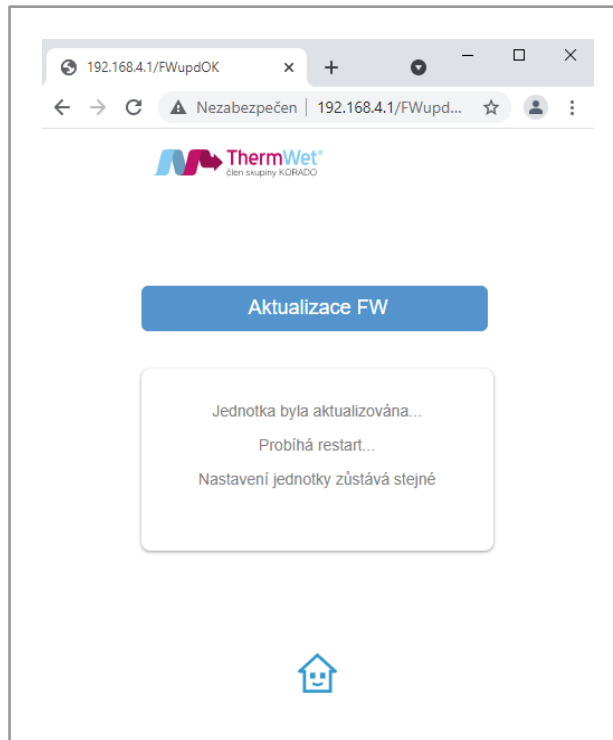 192.168.4.1/FWupdOK
Nezabezpečen | 192.168.4.1/FWupd...
ThermWet®
člen skupiny KORADO
Aktualizace FW
Jednotka byla aktualizována...
Probíhá restart...
Nastavení jednotky zůstává stejné